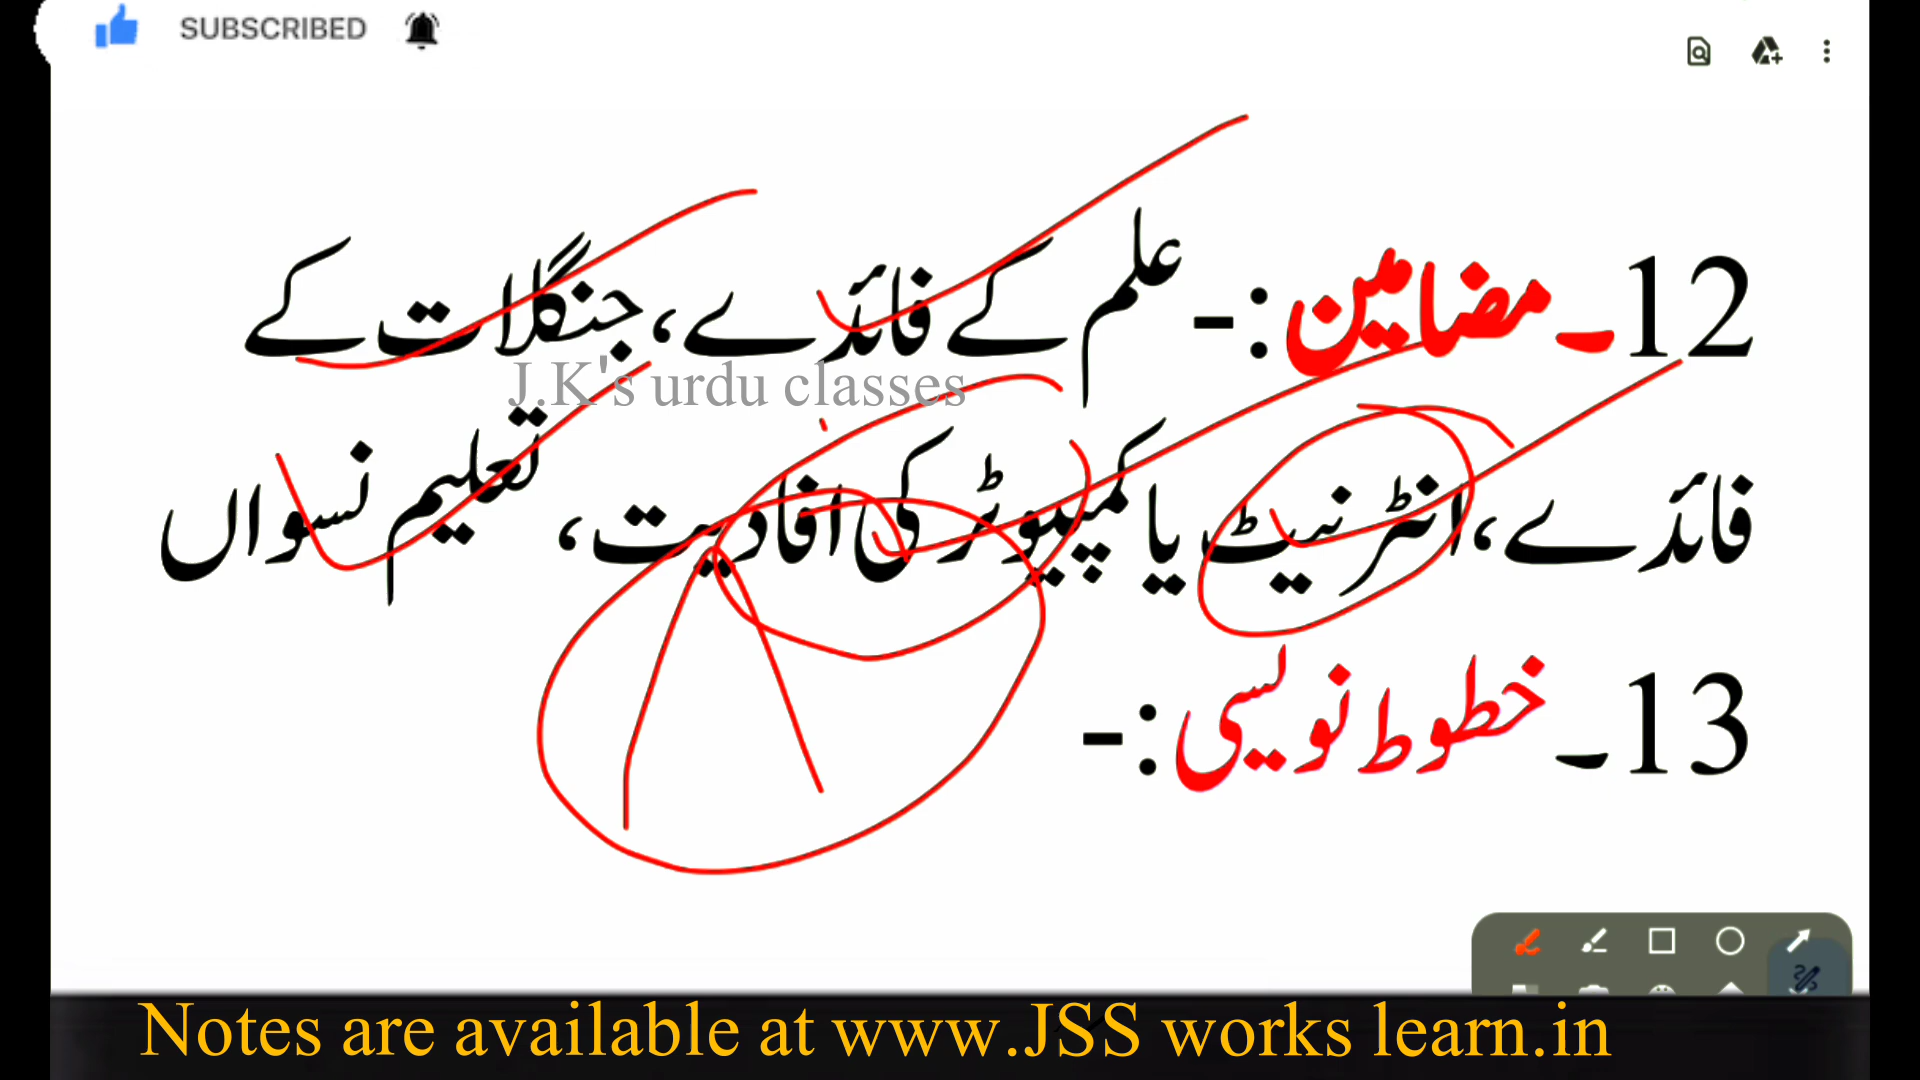 SUBSCRIBED
12۔ مضامین :- علم کے فائدے، جنگلات کے
J.K's urdu classes
فائدے، انٹرنیٹ یا کمپیوٹر کی افادیت، تعلیم نسواں
13۔ خطوط نویسی :-
Notes are available at www.JSS works learn.in